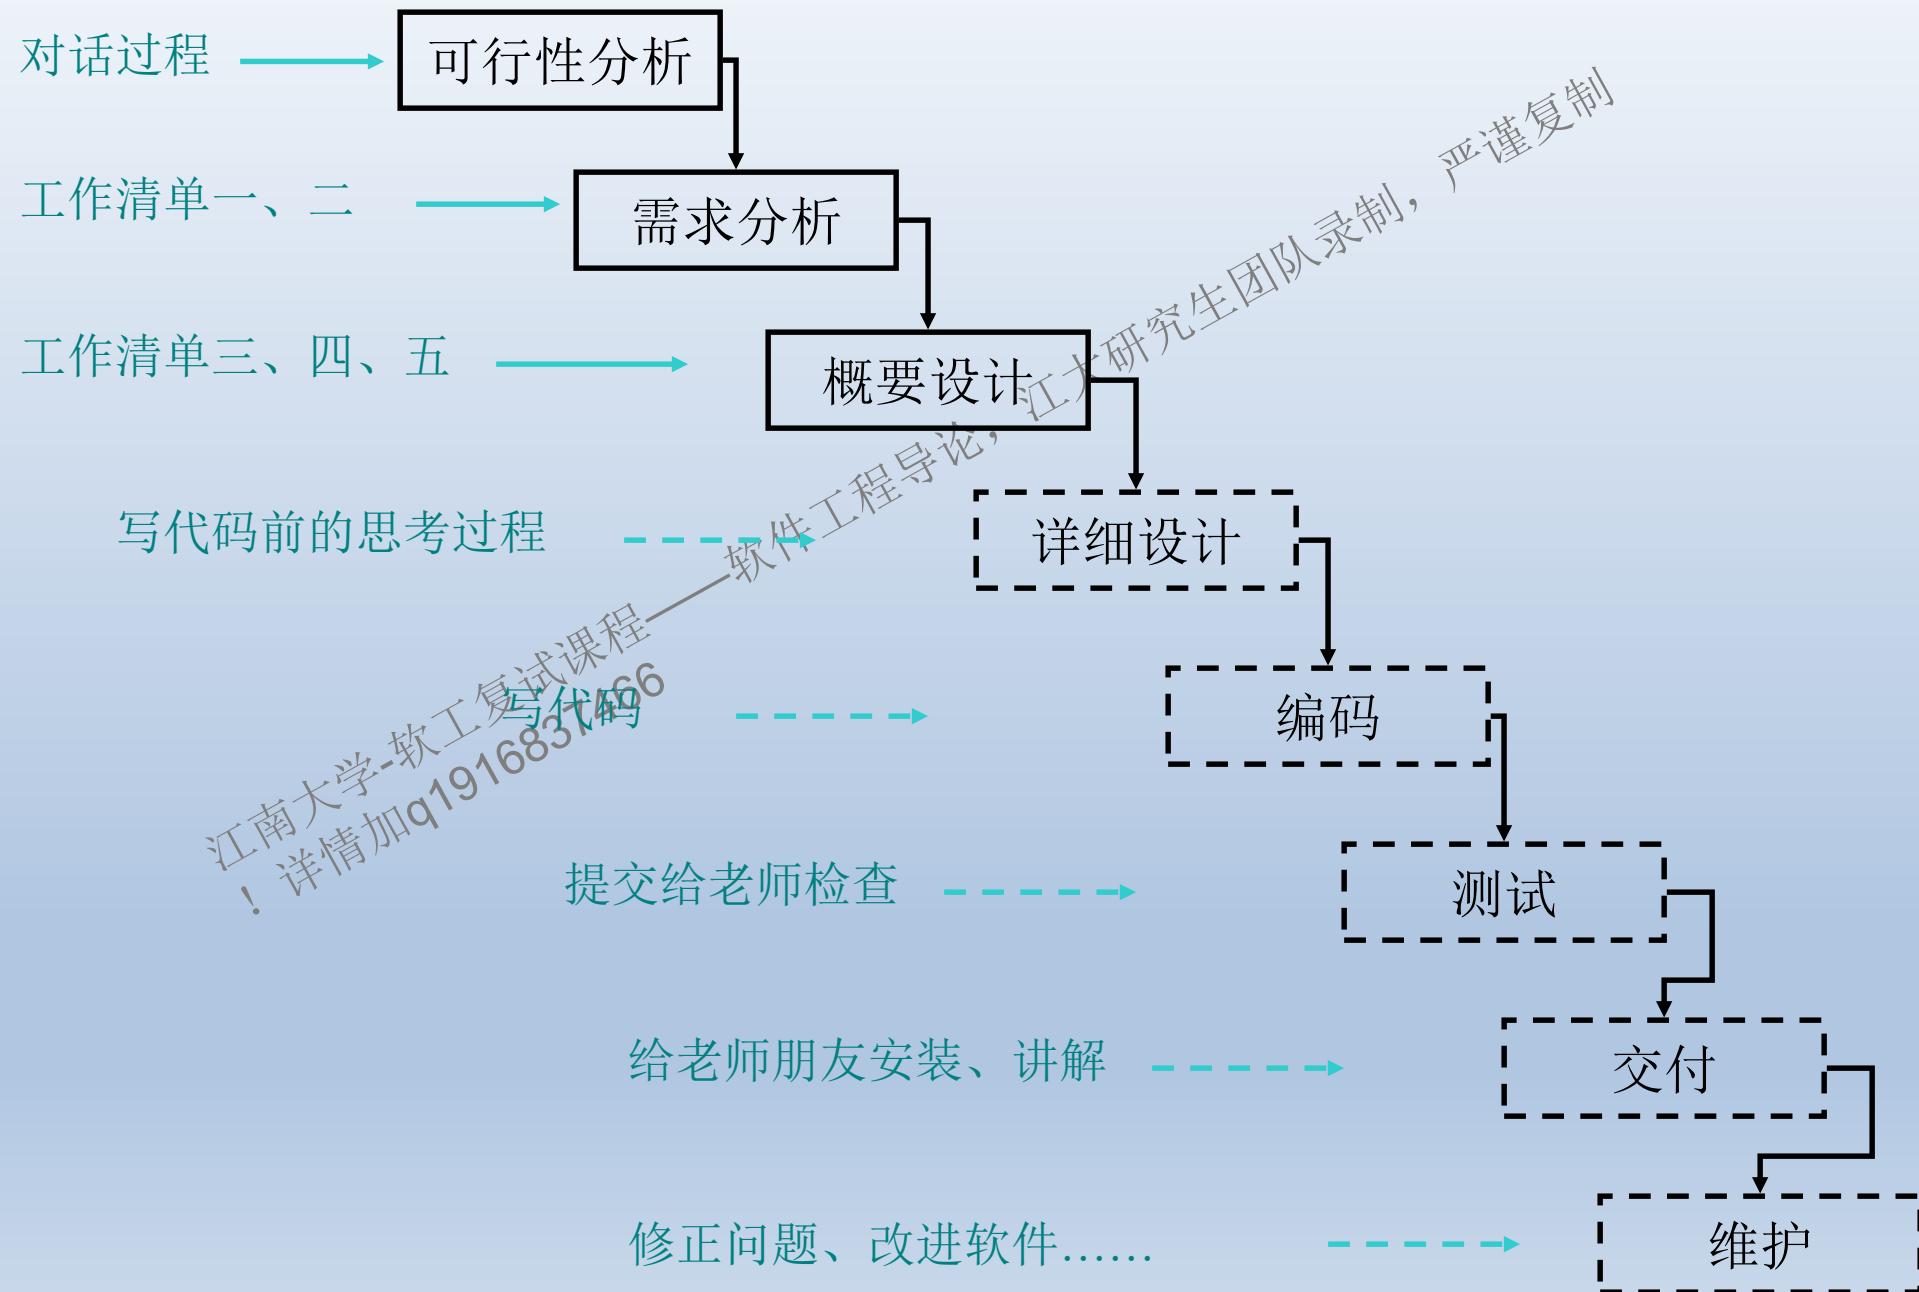 对话过程
可行性分析
工作清单一、二
需求分析
工作清单三、四、五
概要设计
写代码前的思考过程
详细设计
写代码
编码
提交给老师检查
测试
给老师朋友安装、讲解
交付
修正问题、改进软件……
维护
江南大学-软工复试课程——软件工程导论，江大研究生团队录制，严谨复制
！详情加q1916837466